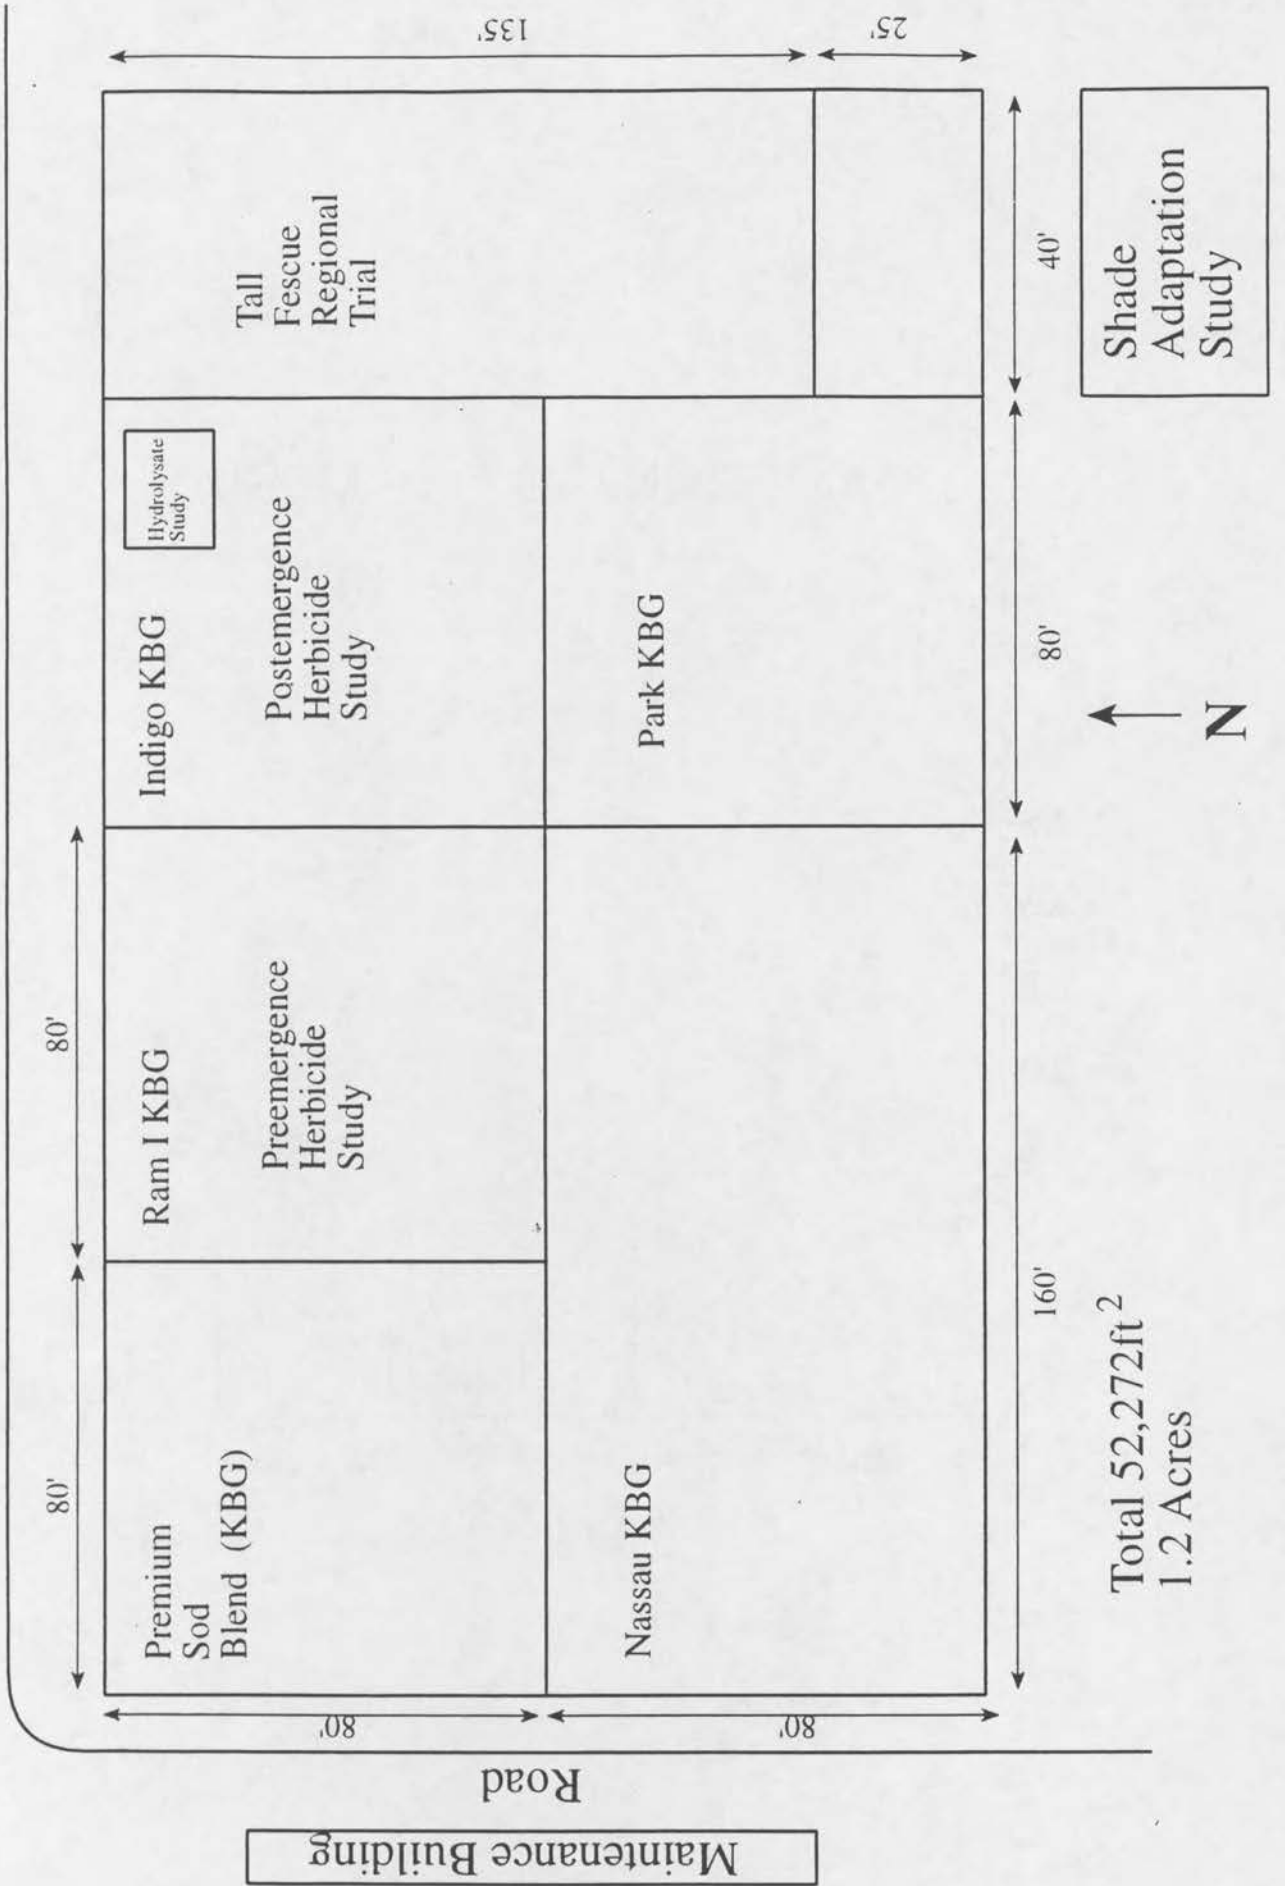 80'
80'
Premium
Sod
Blend (KBG)
Ram I KBG
Preemergence
Herbicide
Study
Indigo KBG
Postemergence
Herbicide
Study
Hydrolysate
Study
Tall
Fescue
Regional
Trial
135'
25'
80'
80'
Road
Maintenance Building
Nassau KBG
Park KBG
160'
80'
40'
N
Total 52,272ft²
1.2 Acres
Shade
Adaptation
Study